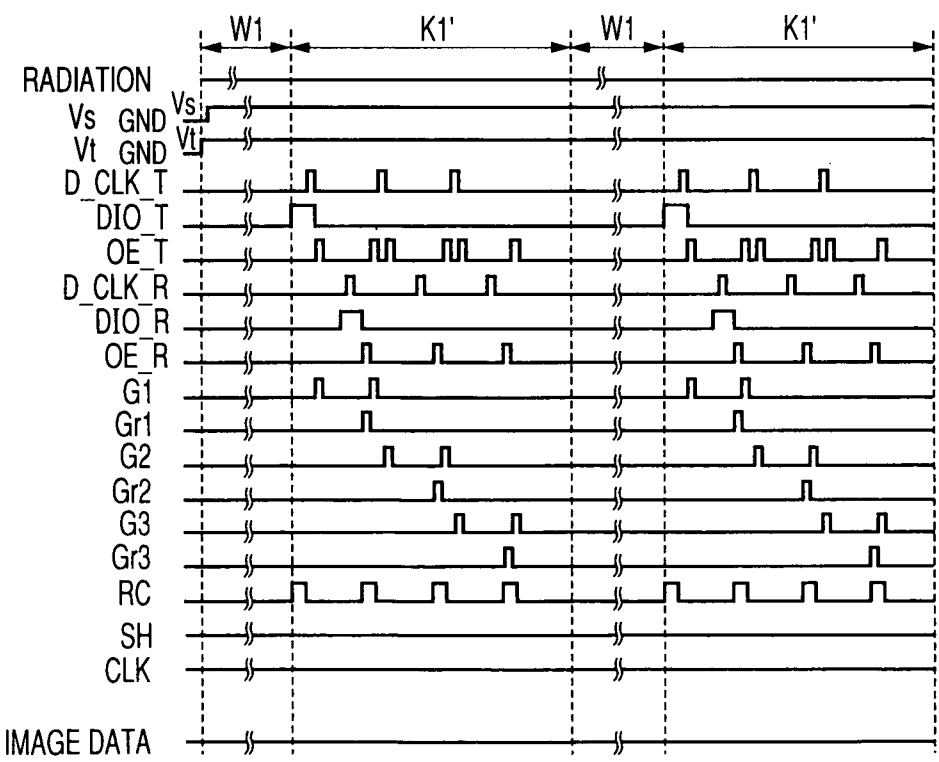 W1 K1' W1 K1'
RADIATION
Vs GND Vs
Vt GND Vt
D_CLK_T
DIO_T
OE_T
D_CLK_R
DIO_R
OE_R
G1
Gr1
G2
Gr2
G3
Gr3
RC
SH
CLK
IMAGE DATA